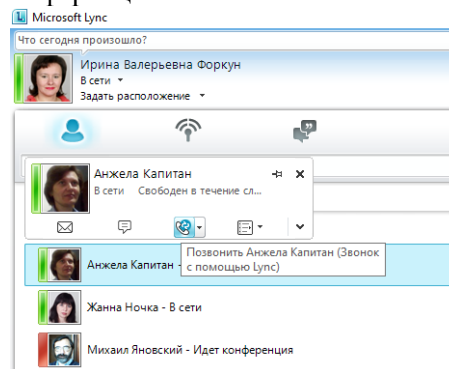 Microsoft Lync
Что сегодня произошло?
Ирина Валерьевна Форкун
В сети
Задать расположение
Анжела Капитан
В сети Свободен в течение сл...
Позвонить Анжела Капитан (Звонок
с помощью Lync)
Анжела Капитан -
Жанна Ночка - В сети
Михаил Яновский - Идет конференция